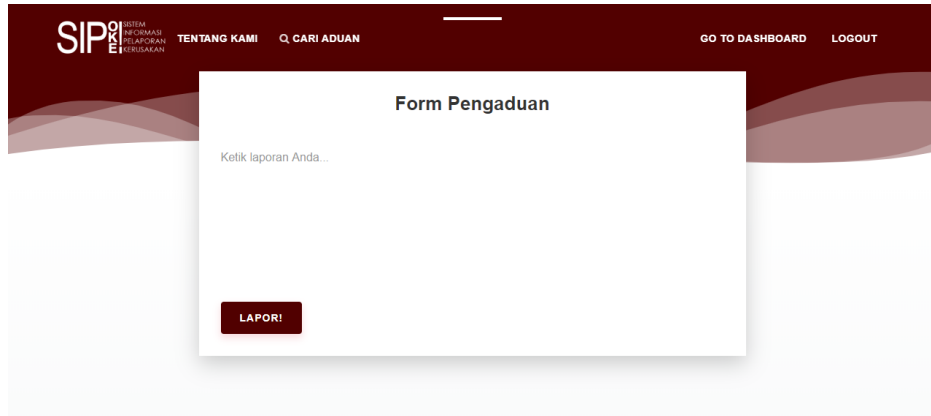 SIP OKE! SISTEM INFORMASI PELAPORAN KERUSAKAN
TENTANG KAMI
CARI ADUAN
GO TO DASHBOARD
LOGOUT
Form Pengaduan
Ketik laporan Anda...
LAPOR!